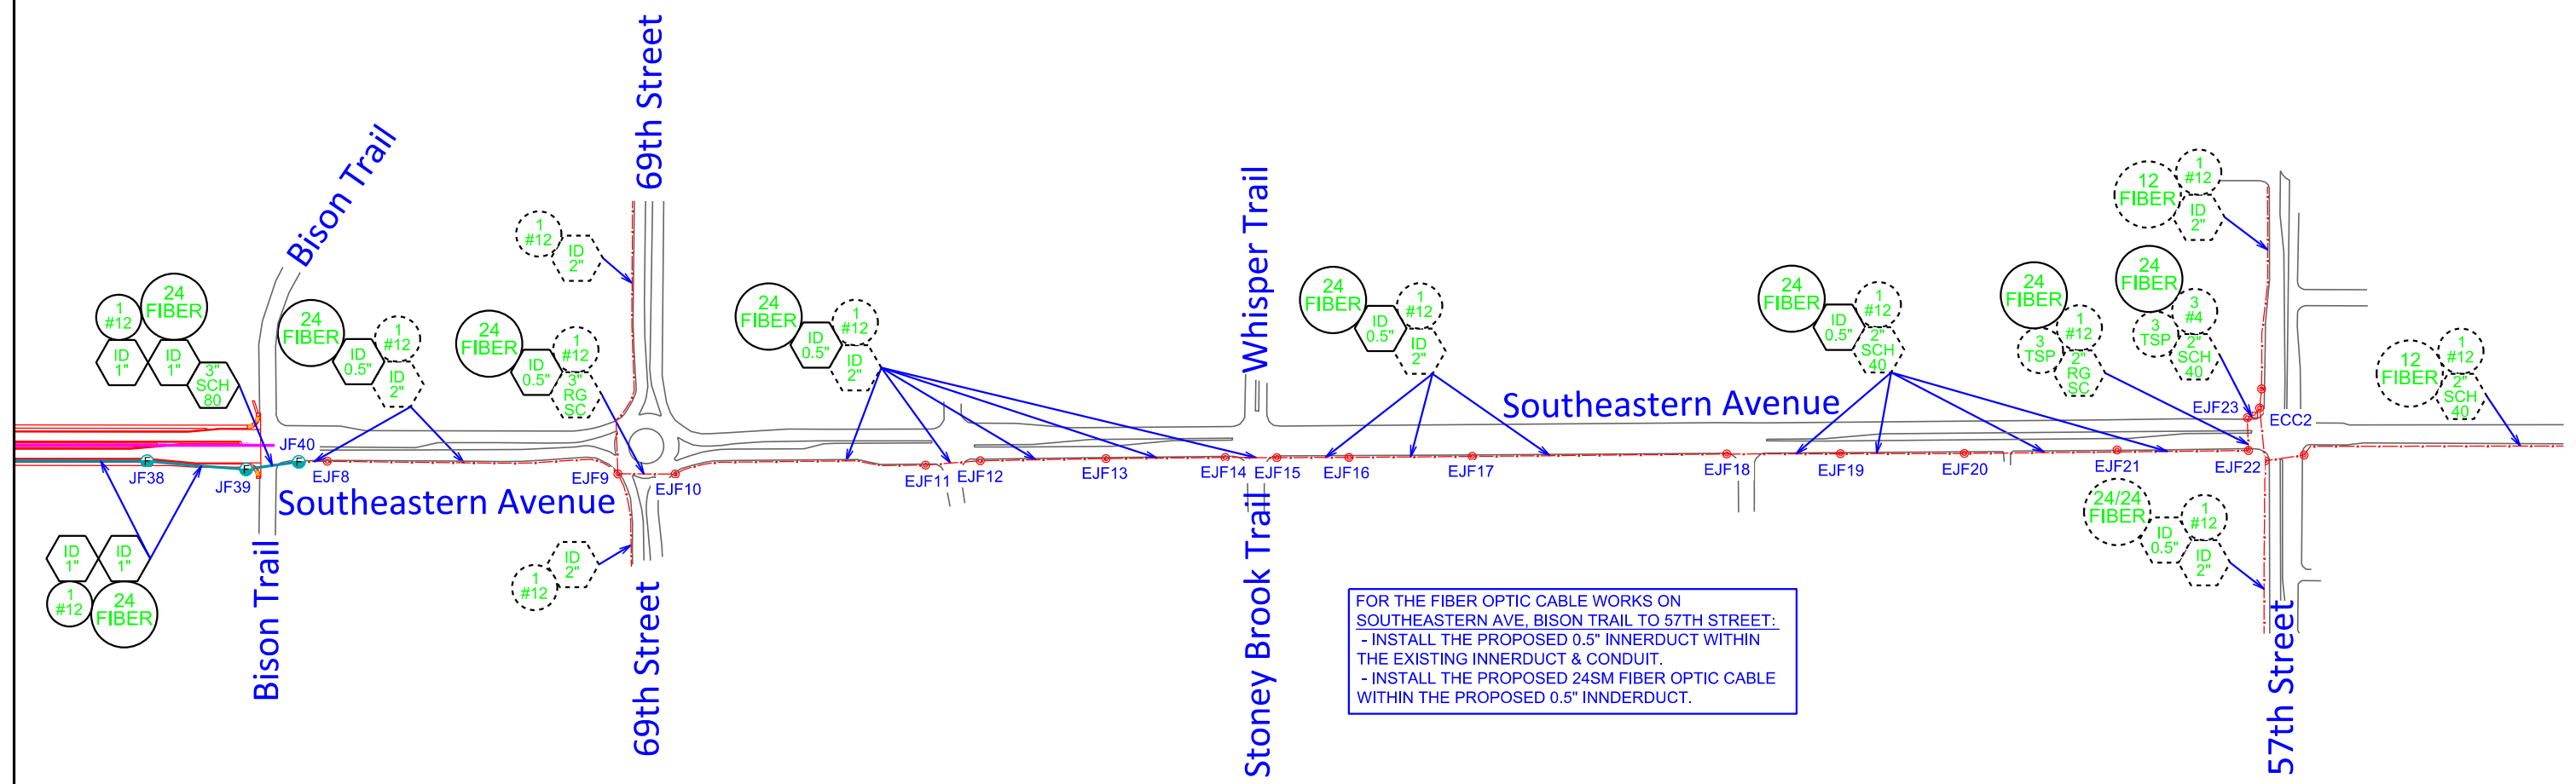 69th Street
Bison Trail
Whisper Trail
1
#12
ID
2"
12
FIBER
1
#12
ID
2"
1
#12
24
FIBER
ID
1"
ID
1"
3"
SCH
80
24
FIBER
ID
0.5"
1
#12
ID
2"
24
FIBER
ID
0.5"
1
#12
3"
RG
SC
24
FIBER
ID
0.5"
1
#12
ID
2"
24
FIBER
ID
0.5"
1
#12
ID
2"
24
FIBER
ID
0.5"
1
#12
2"
SCH
40
24
FIBER
3
TSP
1
#12
2"
RG
SC
24
FIBER
3
TSP
3
#4
2"
SCH
40
12
FIBER
1
#12
2"
SCH
40
Southeastern Avenue
EJF23
ECC2
JF38
F
JF39
F
JF40
F
EJF8
EJF9
EJF10
EJF11
EJF12
EJF13
EJF14
EJF15
EJF16
EJF17
EJF18
EJF19
EJF20
EJF21
EJF22
Southeastern Avenue
ID
1"
ID
1"
1
#12
24
FIBER
Bison Trail
1
#12
ID
2"
69th Street
Stoney Brook Trail
24/24
FIBER
ID
0.5"
1
#12
ID
2"
57th Street
FOR THE FIBER OPTIC CABLE WORKS ON
SOUTHEASTERN AVE, BISON TRAIL TO 57TH STREET:
- INSTALL THE PROPOSED 0.5" INNERDUCT WITHIN
THE EXISTING INNERDUCT & CONDUIT.
- INSTALL THE PROPOSED 24SM FIBER OPTIC CABLE
WITHIN THE PROPOSED 0.5" INNDERDUCT.